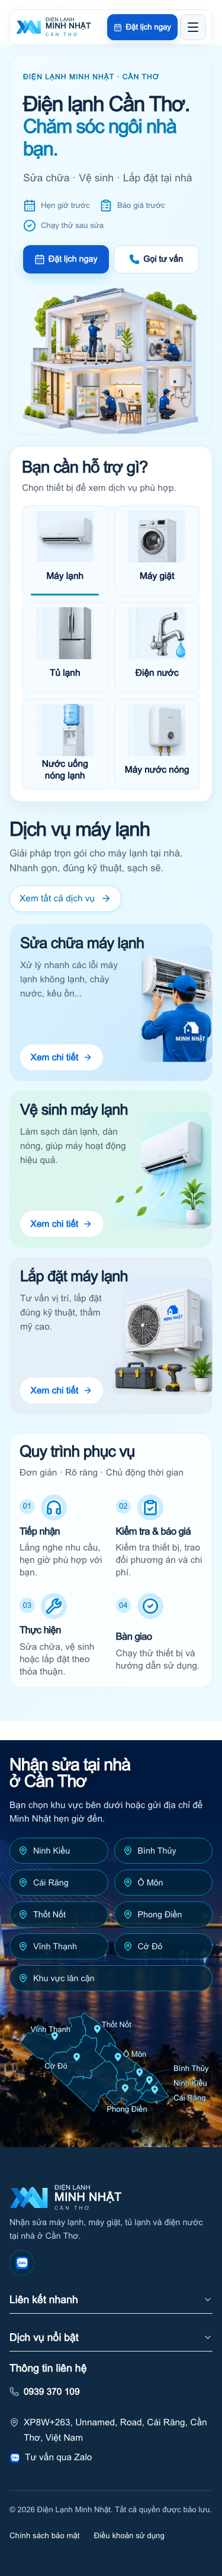 ĐIỆN LẠNH
MINH NHẬT
CẦN THƠ
Đặt lịch ngay
ĐIỆN LẠNH MINH NHẬT · CẦN THƠ
Điện lạnh Cần Thơ.
Chăm sóc ngôi nhà
bạn.
Sửa chữa · Vệ sinh · Lắp đặt tại nhà
Hẹn giờ trước
Báo giá trước
Chạy thử sau sửa
Đặt lịch ngay
Gọi tư vấn
Bạn cần hỗ trợ gì?
Chọn thiết bị để xem dịch vụ phù hợp.
Máy lạnh
Máy giặt
Tủ lạnh
Điện nước
Nước uống
nóng lạnh
Máy nước nóng
Dịch vụ máy lạnh
Giải pháp trọn gói cho máy lạnh tại nhà.
Nhanh gọn, đúng kỹ thuật, sạch sẽ.
Xem tất cả dịch vụ
Sửa chữa máy lạnh
Xử lý nhanh các lỗi máy
lạnh không lạnh, chảy
nước, kêu ồn...
MINH NHẬT
Xem chi tiết
Vệ sinh máy lạnh
Làm sạch dàn lạnh, dàn
nóng, giúp máy hoạt động
hiệu quả.
Xem chi tiết
Lắp đặt máy lạnh
Tư vấn vị trí, lắp đặt
đúng kỹ thuật, thẩm
mỹ cao.
MINH NHẬT
Xem chi tiết
Quy trình phục vụ
Đơn giản · Rõ ràng · Chủ động thời gian
01
Tiếp nhận
Lắng nghe nhu cầu,
hẹn giờ phù hợp với
bạn.
02
Kiểm tra & báo giá
Kiểm tra thiết bị, trao
đổi phương án và chi
phí.
03
Thực hiện
Sửa chữa, vệ sinh
hoặc lắp đặt theo
thỏa thuận.
04
Bàn giao
Chạy thử thiết bị và
hướng dẫn sử dụng.
Nhận sửa tại nhà
ở Cần Thơ
Bạn chọn khu vực bên dưới hoặc gửi địa chỉ để
Minh Nhật hẹn giờ đến.
Ninh Kiều
Bình Thủy
Cái Răng
Ô Môn
Thốt Nốt
Phong Điền
Vĩnh Thạnh
Cờ Đỏ
Khu vực lân cận
Thốt Nốt
Vĩnh Thạnh
Ô Môn
Cờ Đỏ
Bình Thủy
Ninh Kiều
Cái Răng
Phong Điền
ĐIỆN LẠNH
MINH NHẬT
CẦN THƠ
Nhận sửa máy lạnh, máy giặt, tủ lạnh và điện nước
tại nhà ở Cần Thơ.
Zalo
Liên kết nhanh
Dịch vụ nổi bật
Thông tin liên hệ
0939 370 109
XP8W+263, Unnamed, Road, Cái Răng, Cần
Thơ, Việt Nam
Tư vấn qua Zalo
© 2026 Điện Lạnh Minh Nhật. Tất cả quyền được bảo lưu.
Chính sách bảo mật
Điều khoản sử dụng